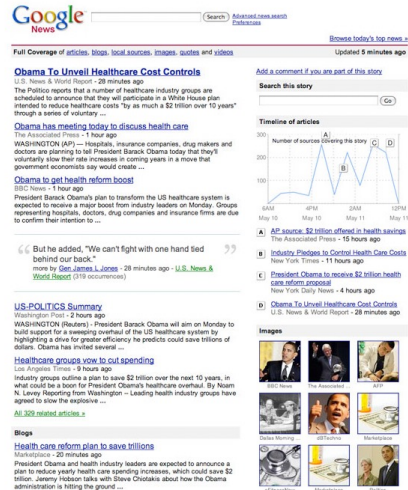 Google
News
Search
Advanced news search
Preferences
Browse today's top news »
Full Coverage of articles, blogs, local sources, images, quotes and videos
Updated 5 minutes ago
Obama To Unveil Healthcare Cost Controls
U.S. News & World Report - 28 minutes ago
The Politico reports that a number of healthcare industry groups are
scheduled to announce that they will participate in a White House plan
intended to reduce healthcare costs "by as much a $2 trillion over 10 years"
through a series of voluntary ...
Obama has meeting today to discuss health care
The Associated Press - 1 hour ago
WASHINGTON (AP) — Hospitals, insurance companies, drug makers and
doctors are planning to tell President Barack Obama today that they'll
voluntarily slow their rate increases in coming years in a move that
government economists say would create ...
Obama to get health reform boost
BBC News - 1 hour ago
President Barack Obama's plan to transform the US healthcare system is
expected to receive a major boost from industry leaders on Monday. Groups
representing hospitals, doctors, drug companies and insurance firms are due
to confirm their intention to ...
“ But he added, "We can't fight with one hand tied
behind our back." ”
more by Gen James L Jones - 28 minutes ago - U.S. News &
World Report (319 occurrences)
US-POLITICS Summary
Washington Post - 2 hours ago
WASHINGTON (Reuters) - President Barack Obama will aim on Monday to
build support for a sweeping overhaul of the US healthcare system by
highlighting a drive for greater efficiency he predicts could save trillions of
dollars. Obama has invited several ...
Healthcare groups vow to cut spending
Los Angeles Times - 9 hours ago
Industry groups outline a plan to save $2 trillion over the next 10 years, in
what could be a boon for President Obama's healthcare overhaul. By Noam
N. Levey Reporting from Washington -- Leading health industry groups have
agreed to slow the explosive ...
All 329 related articles »
Blogs
Health care reform plan to save trillions
Marketplace - 20 minutes ago
President Obama and health industry leaders are expected to announce a
plan to reduce yearly health care spending increases, which could save $2
trillion. Jeremy Hobson talks with Steve Chiotakis about how the Obama
administration is hitting the ground ...
Add a comment if you are part of this story
Search this story
Go
Timeline of articles
Number of sources covering this story
300
200
100
A
B
C
D
6AM 4PM 2AM 12PM
May 10 May 10 May 11 May 11
A AP source: $2 trillion offered in health savings
The Associated Press - 15 hours ago
B Industry Pledges to Control Health Care Costs
New York Times - 11 hours ago
C President Obama to receive $2 trillion health
care reform proposal
New York Daily News - 4 hours ago
D Obama To Unveil Healthcare Cost Controls
U.S. News & World Report - 28 minutes ago
Images
BBC News
The Associated ...
AFP
Dallas Morning ...
dBTechno
Marketplace
Marketplace